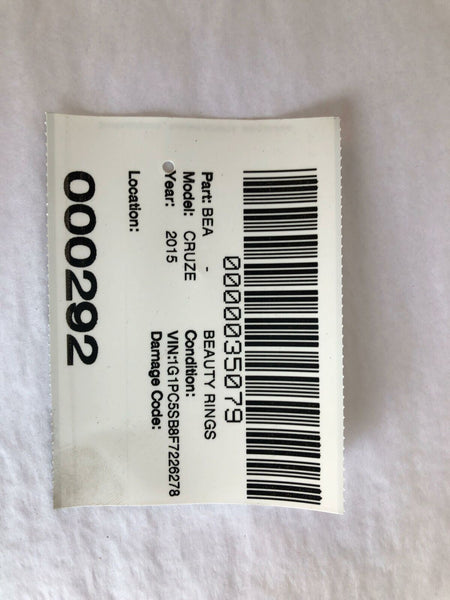 0000035079
Part: BEA - BEAUTY RINGS
Model: CRUZE Condition:
Year: 2015 VIN:1G1PC5SB8F7226278
Damage Code:
Location:
000292